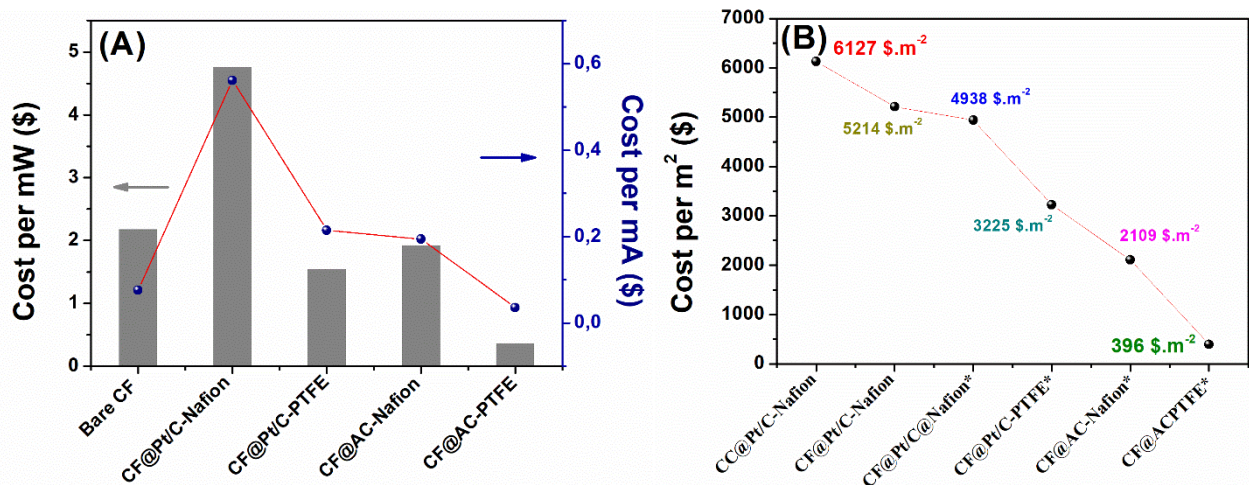 (A)
Cost per mW ($)
5
4
3
2
1
0
0,6
0,4
0,2
0,0
Cost per mA ($)
Bare CF
CF@Pt/C-Nafion
CF@Pt/C-PTFE
CF@AC-Nafion
CF@AC-PTFE
(B)
Cost per m²  ($)
7000
6000
5000
4000
3000
2000
1000
0
6127 $.m⁻²
5214 $.m⁻²
4938 $.m⁻²
3225 $.m⁻²
2109 $.m⁻²
396 $.m⁻²
CC@Pt/C-Nafion
CF@Pt/C-Nafion
CF@Pt/C@Nafion*
CF@Pt/C-PTFE*
CF@AC-Nafion*
CF@ACPTFE*